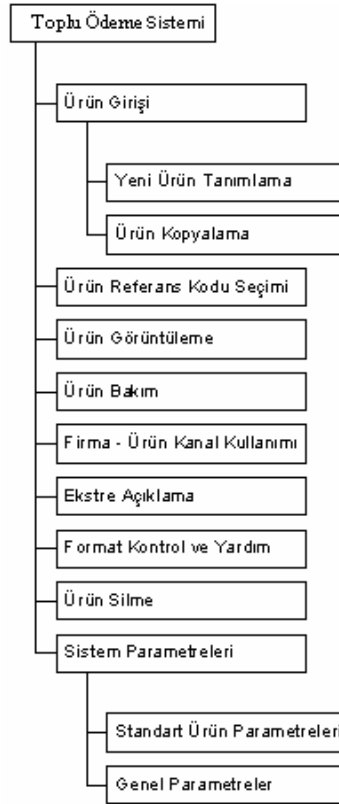 Toplu Ödeme Sistemi
Ürün Girişi
Yeni Ürün Tanımlama
Ürün Kopyalama
Ürün Referans Kodu Seçimi
Ürün Görüntüleme
Ürün Bakım
Firma - Ürün Kanal Kullanımı
Ekstre Açıklama
Format Kontrol ve Yardım
Ürün Silme
Sistem Parametreleri
Standart Ürün Parametreleri
Genel Parametreler